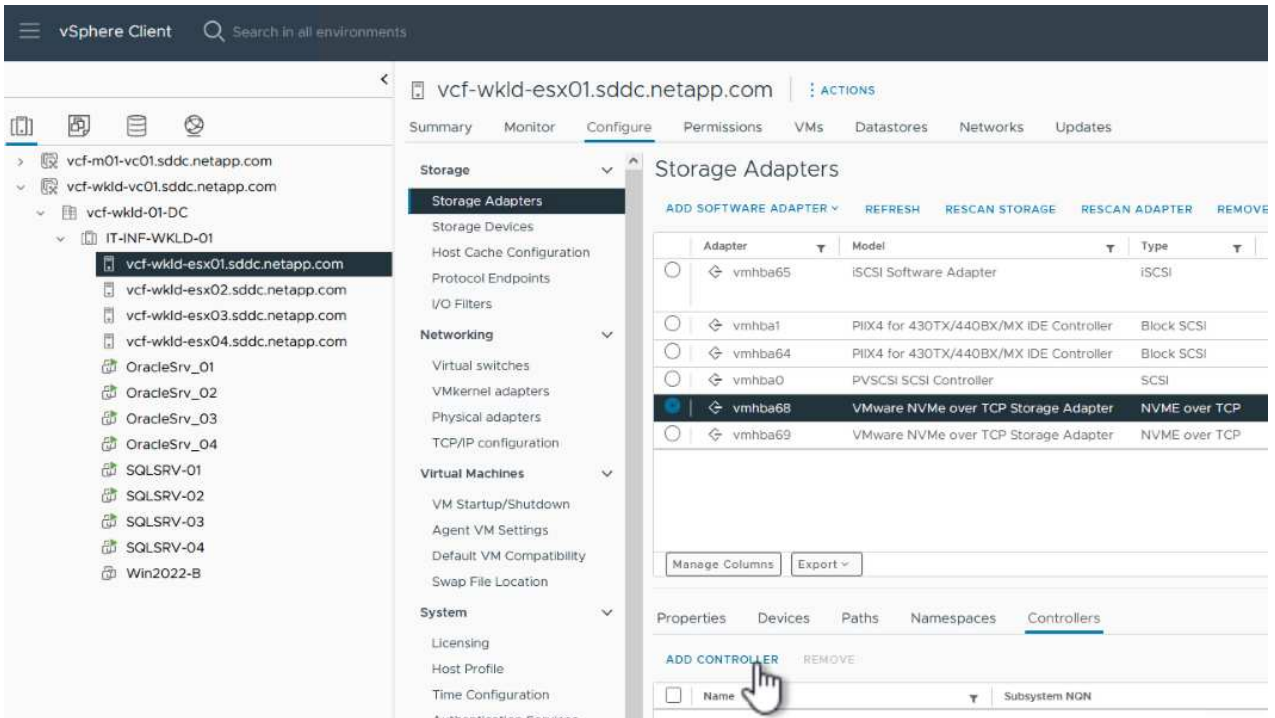 vSphere Client
Search in all environments
vcf-m01-vc01.sddc.netapp.com
vcf-wkld-vc01.sddc.netapp.com
vcf-wkld-01-DC
IT-INF-WKLD-01
vcf-wkld-esx01.sddc.netapp.com
vcf-wkld-esx02.sddc.netapp.com
vcf-wkld-esx03.sddc.netapp.com
vcf-wkld-esx04.sddc.netapp.com
OracleSrv_01
OracleSrv_02
OracleSrv_03
OracleSrv_04
SQLSRV-01
SQLSRV-02
SQLSRV-03
SQLSRV-04
Win2022-B
vcf-wkld-esx01.sddc.netapp.com ACTIONS
Summary Monitor Configure Permissions VMs Datastores Networks Updates
Storage
Storage Adapters
Storage Devices
Host Cache Configuration
Protocol Endpoints
I/O Filters
Networking
Virtual switches
VMkernel adapters
Physical adapters
TCP/IP configuration
Virtual Machines
VM Startup/Shutdown
Agent VM Settings
Default VM Compatibility
Swap File Location
System
Licensing
Host Profile
Time Configuration
Authentication Services
Storage Adapters
ADD SOFTWARE ADAPTER REFRESH RESCAN STORAGE RESCAN ADAPTER REMOVE
Adapter Model Type
vmhba65 iSCSI Software Adapter iSCSI
vmhba1 PIIX4 for 430TX/440BX/MX IDE Controller Block SCSI
vmhba64 PIIX4 for 430TX/440BX/MX IDE Controller Block SCSI
vmhba0 PVSCSI SCSI Controller SCSI
vmhba68 VMware NVMe over TCP Storage Adapter NVME over TCP
vmhba69 VMware NVMe over TCP Storage Adapter NVME over TCP
Manage Columns Export
Properties Devices Paths Namespaces Controllers
ADD CONTROLLER REMOVE
Name Subsystem NQN